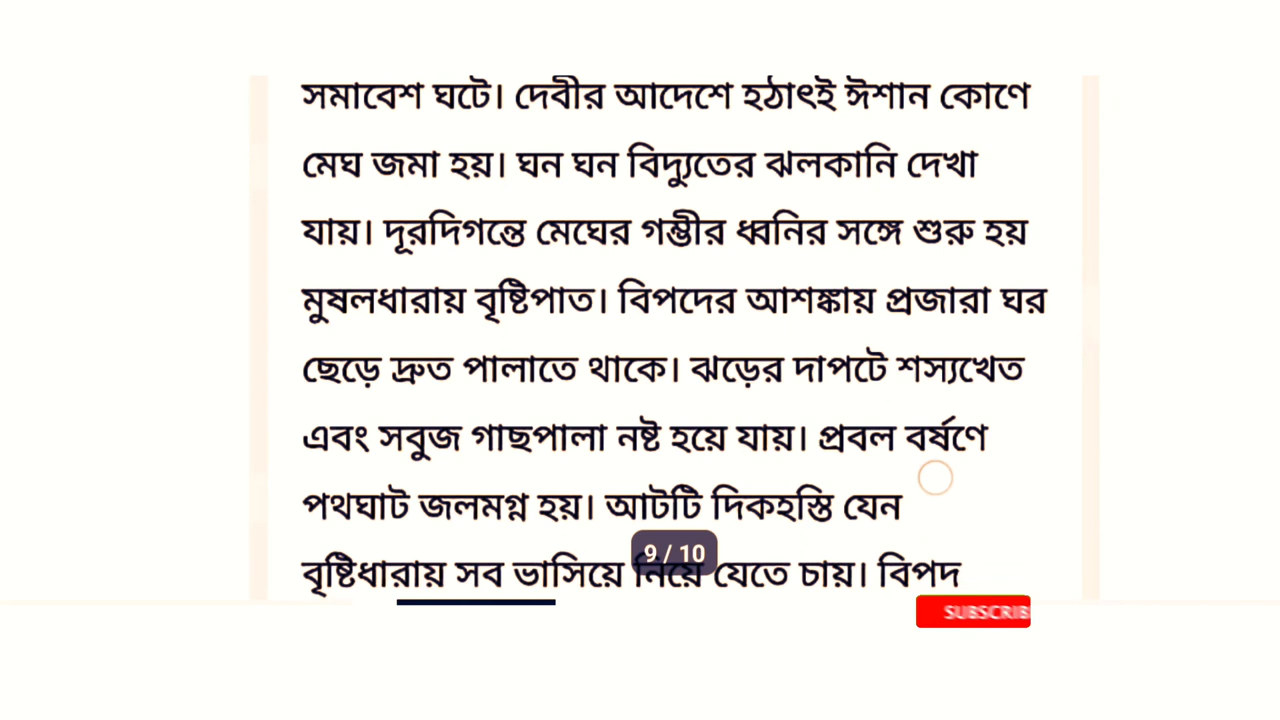 সমাবেশ ঘটে। দেবীর আদেশে হঠাৎই ঈশান কোণে
মেঘ জমা হয়। ঘন ঘন বিদ্যুতের ঝলকানি দেখা
যায়। দূরদিগন্তে মেঘের গম্ভীর ধ্বনির সঙ্গে শুরু হয়
মুষলধারায় বৃষ্টিপাত। বিপদের আশঙ্কায় প্রজারা ঘর
ছেড়ে দ্রুত পালাতে থাকে। ঝড়ের দাপটে শস্যখেত
এবং সবুজ গাছপালা নষ্ট হয়ে যায়। প্রবল বর্ষণে
পথঘাট জলমগ্ন হয়। আটটি দিকহস্তি যেন
বৃষ্টিধারায় সব ভাসিয়ে নিয়ে যেতে চায়। বিপদ
9 / 10
SUBSCRIB